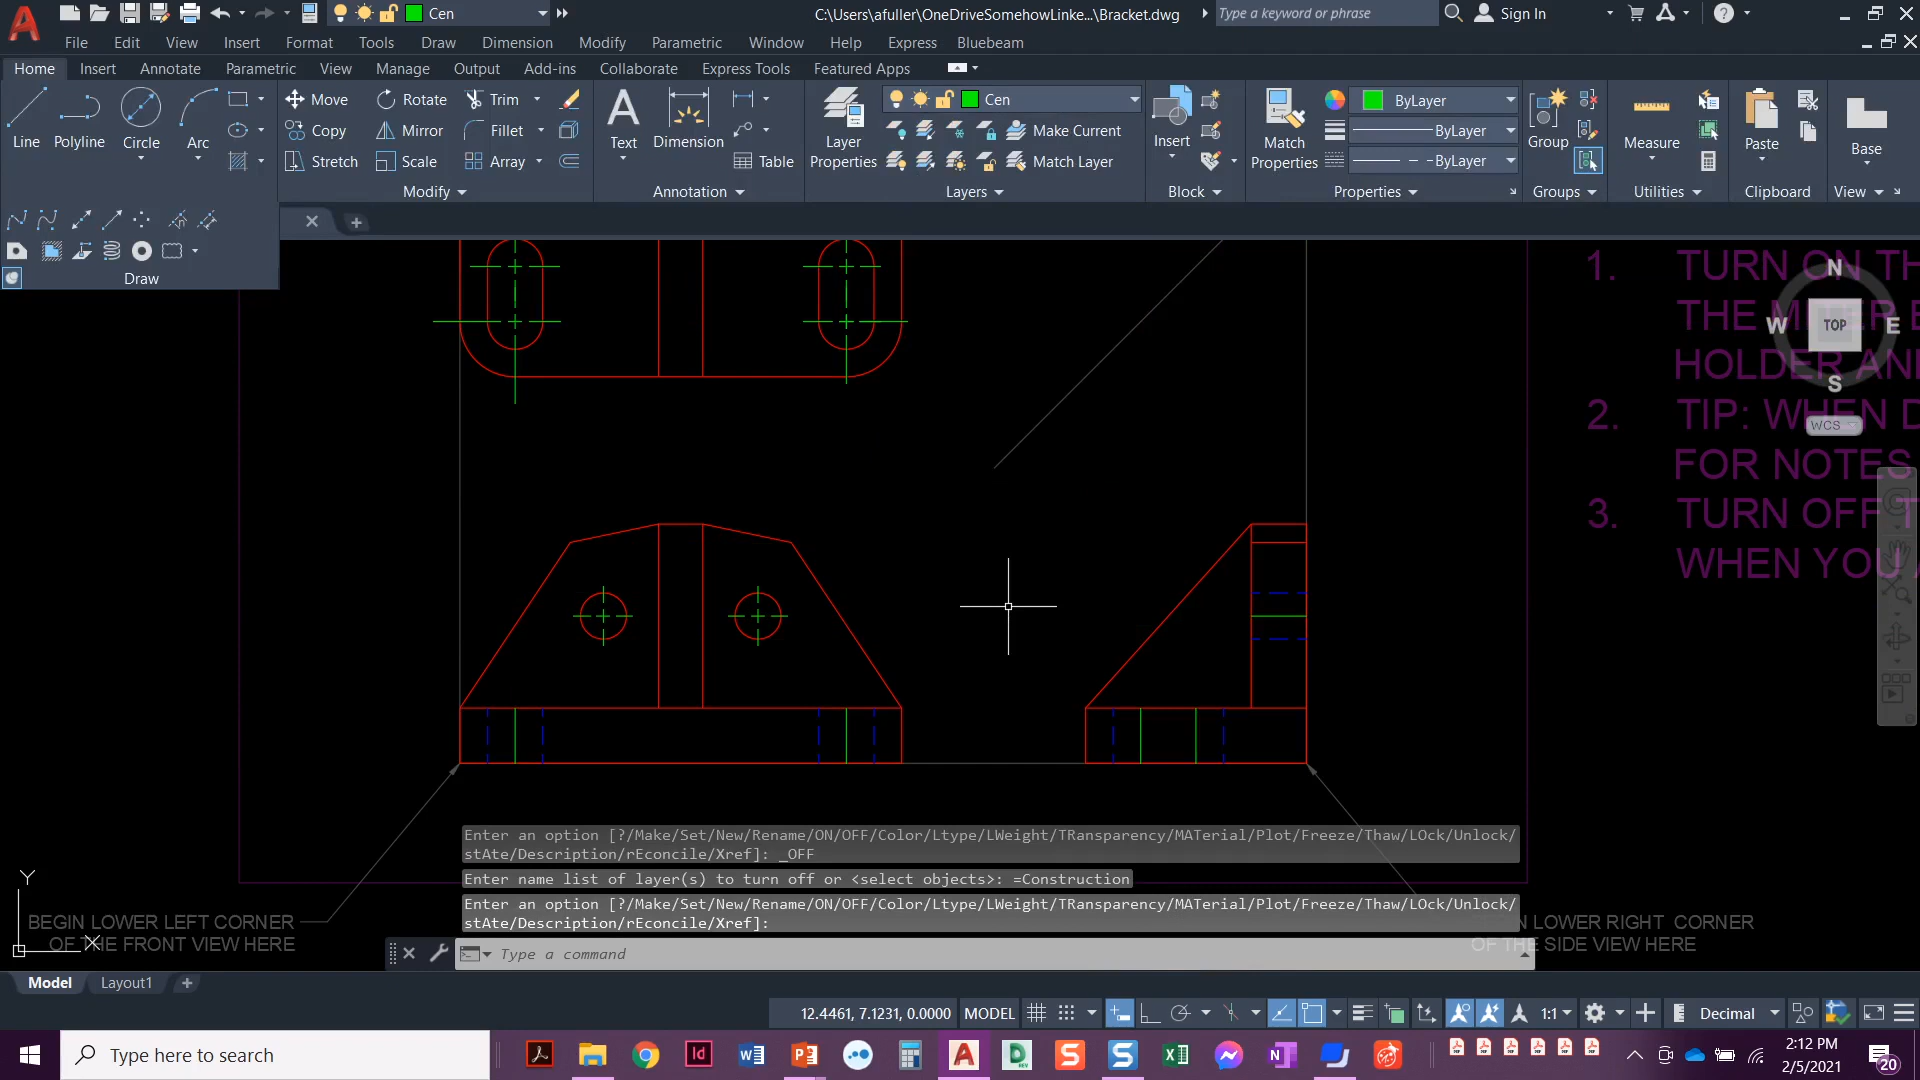 Cen
C:\Users\afuller\OneDriveSomehowLinke...\Bracket.dwg
Type a keyword or phrase
Sign In
File Edit View Insert Format Tools Draw Dimension Modify Parametric Window Help Express Bluebeam
Home Insert Annotate Parametric View Manage Output Add-ins Collaborate Express Tools Featured Apps
Line
Polyline
Circle
Arc
Move
Rotate
Trim
Copy
Mirror
Fillet
Stretch
Scale
Array
Modify
Text
Dimension
Table
Annotation
Layer
Properties
Cen
Make Current
Match Layer
Layers
Insert
Block
Match
Properties
ByLayer
ByLayer
ByLayer
Properties
Group
Groups
Measure
Utilities
Paste
Clipboard
Base
View
Draw
1. TURN ON TH
THE MITER
HOLDER AN
2. TIP: WHEN D
FOR NOTES
3. TURN OFF T
WHEN YOU A
N
W
TOP
E
S
WCS
Enter an option [?/Make/Set/New/Rename/ON/OFF/Color/Ltype/LWeight/TRansparency/MATerial/Plot/Freeze/Thaw/LOck/Unlock/
stAte/Description/rEconcile/Xref]: _OFF
Enter name list of layer(s) to turn off or <select objects>: =Construction
Enter an option [?/Make/Set/New/Rename/ON/OFF/Color/Ltype/LWeight/TRansparency/MATerial/Plot/Freeze/Thaw/LOck/Unlock/
stAte/Description/rEconcile/Xref]:
Type a command
BEGIN LOWER LEFT CORNER
OF THE FRONT VIEW HERE
N LOWER RIGHT CORNER
OF THE SIDE VIEW HERE
Y
X
Model
Layout1
12.4461, 7.1231, 0.0000
MODEL
1:1
Decimal
Type here to search
2:12 PM
2/5/2021
20